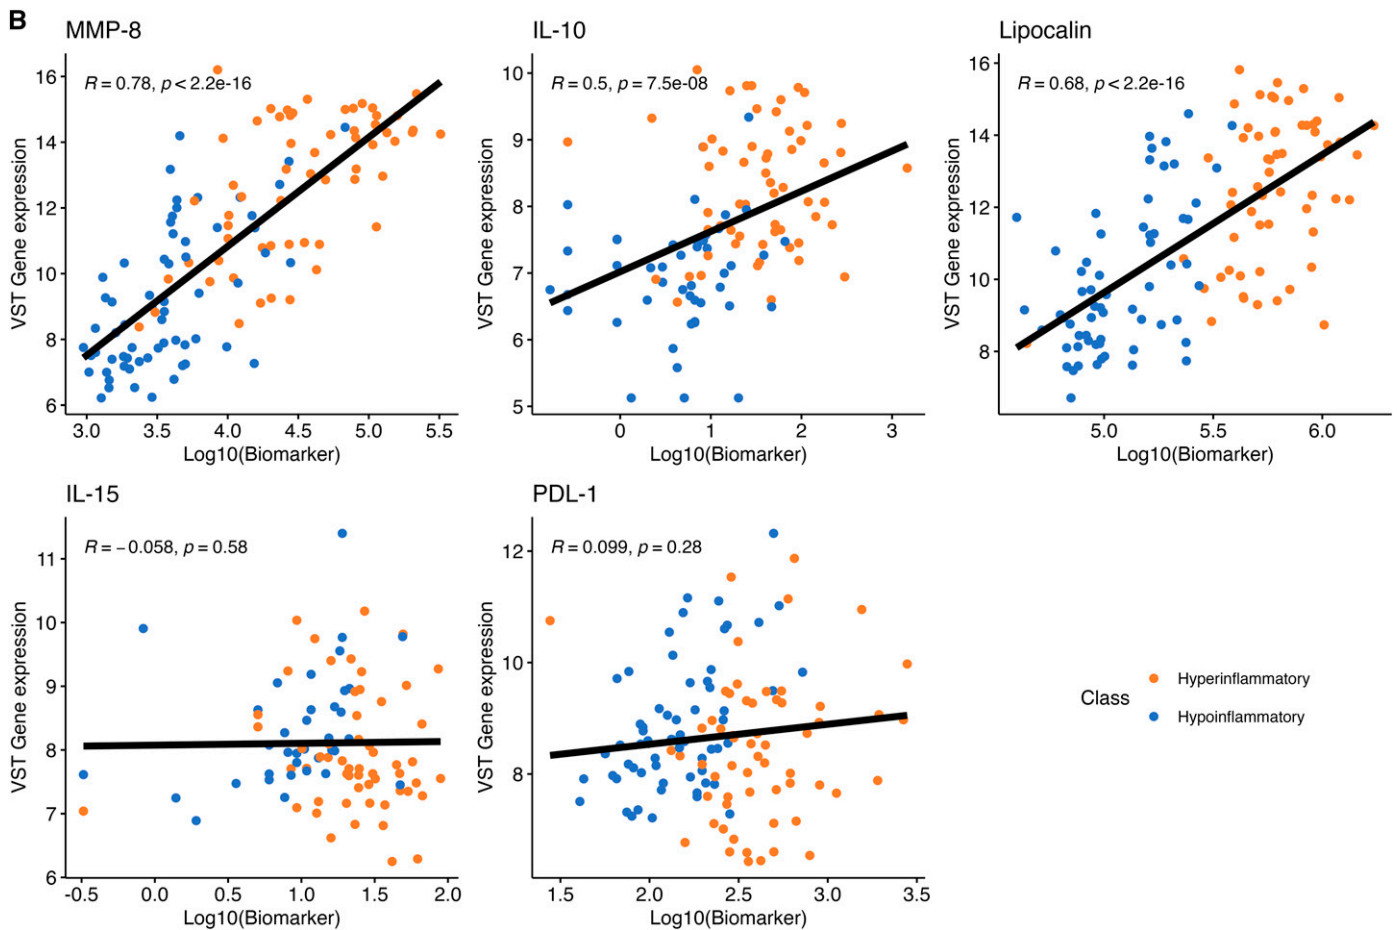 B
MMP-8
R = 0.78, p < 2.2e-16
VST Gene expression
16
14
12
10
8
6
3.0 3.5 4.0 4.5 5.0 5.5
Log10(Biomarker)
IL-10
R = 0.5, p = 7.5e-08
VST Gene expression
10
9
8
7
6
5
0 1 2 3
Log10(Biomarker)
Lipocalin
R = 0.68, p < 2.2e-16
VST Gene expression
16
14
12
10
8
5.0 5.5 6.0
Log10(Biomarker)
IL-15
R = −0.058, p = 0.58
VST Gene expression
11
10
9
8
7
6
-0.5 0.0 0.5 1.0 1.5 2.0
Log10(Biomarker)
PDL-1
R = 0.099, p = 0.28
VST Gene expression
12
10
8
1.5 2.0 2.5 3.0 3.5
Log10(Biomarker)
Class
Hyperinflammatory
Hypoinflammatory